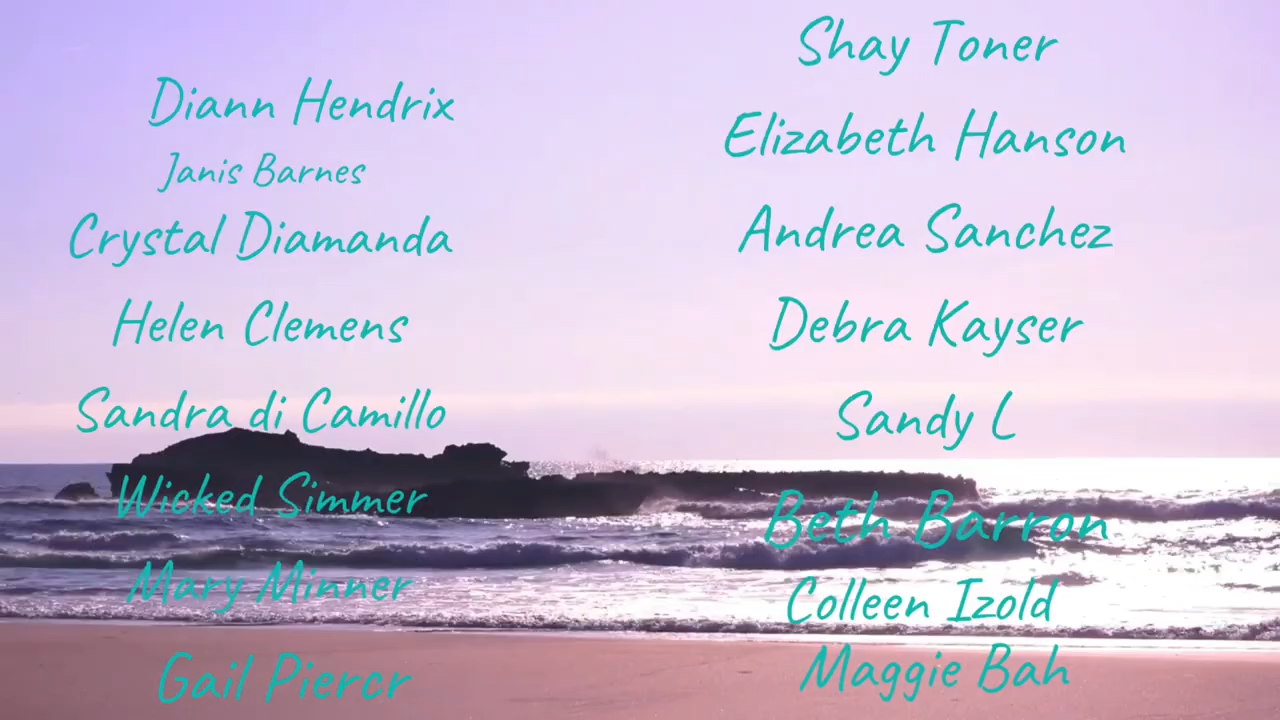 Diann Hendrix
Janis Barnes
Crystal Diamanda
Helen Clemens
Sandra di Camillo
Wicked Simmer
Mary Minner
Gail Piercr
Shay Toner
Elizabeth Hanson
Andrea Sanchez
Debra Kayser
Sandy L
Beth Barron
Colleen Izold
Maggie Bah